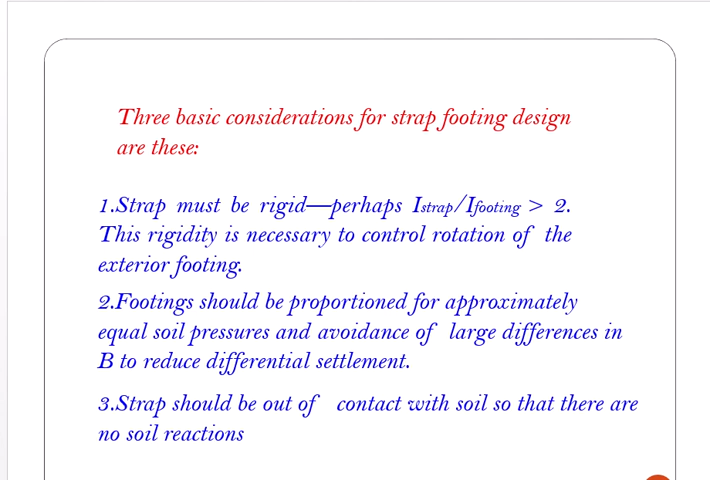 Three basic considerations for strap footing design
are these:
1.Strap must be rigid—perhaps Istrap/Ifooting > 2.
This rigidity is necessary to control rotation of the
exterior footing.
2.Footings should be proportioned for approximately
equal soil pressures and avoidance of large differences in
B to reduce differential settlement.
3.Strap should be out of contact with soil so that there are
no soil reactions